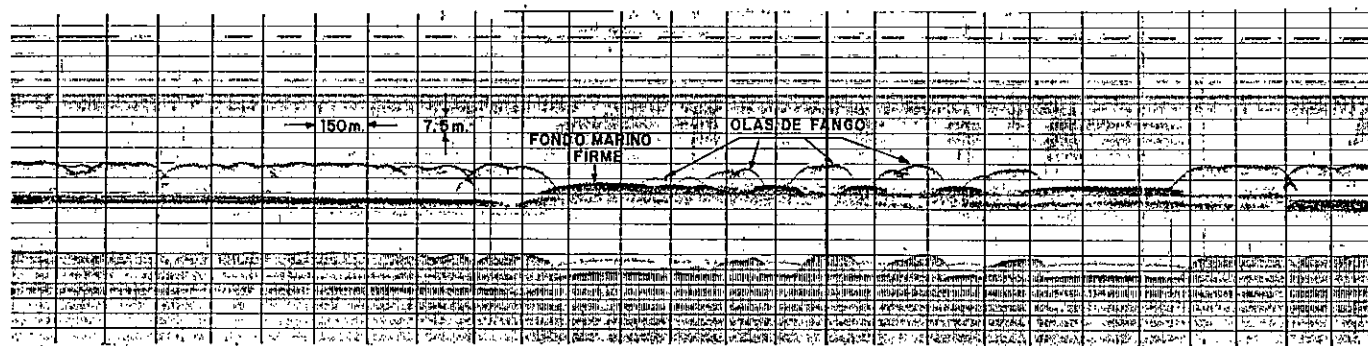 150m.
7.5m.
OLAS DE FANGO
FONDO MARINO
FIRME